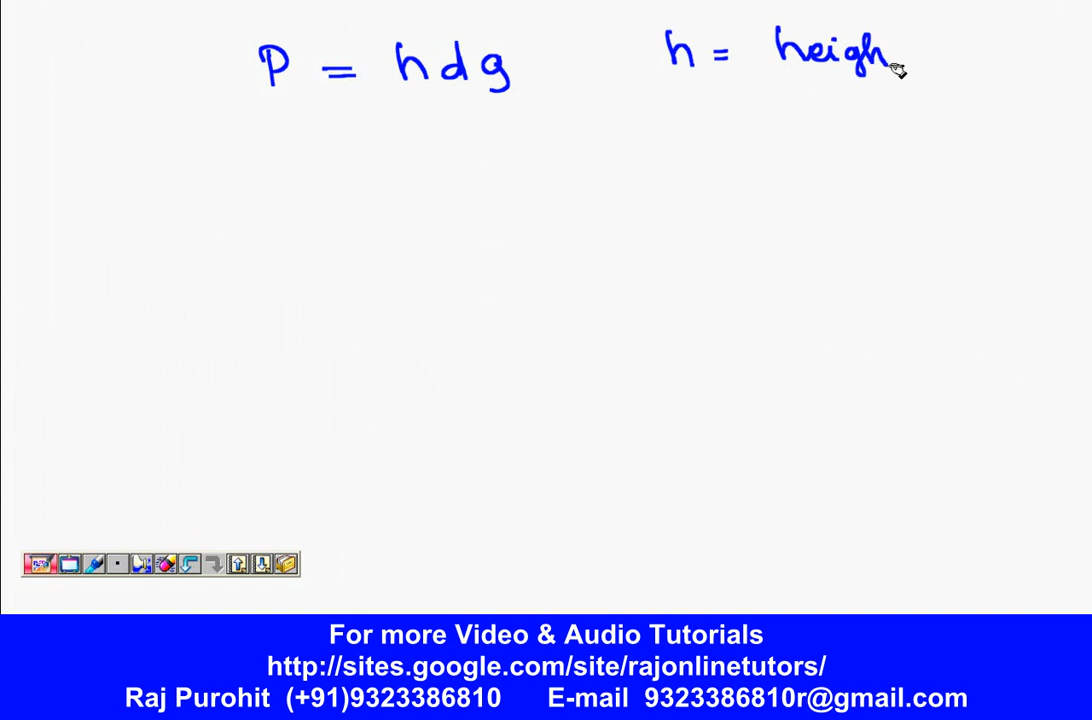 P = hdg h = heigh
For more Video & Audio Tutorials
http://sites.google.com/site/rajonlinetutors/
Raj Purohit (+91)9323386810 E-mail 9323386810r@gmail.com